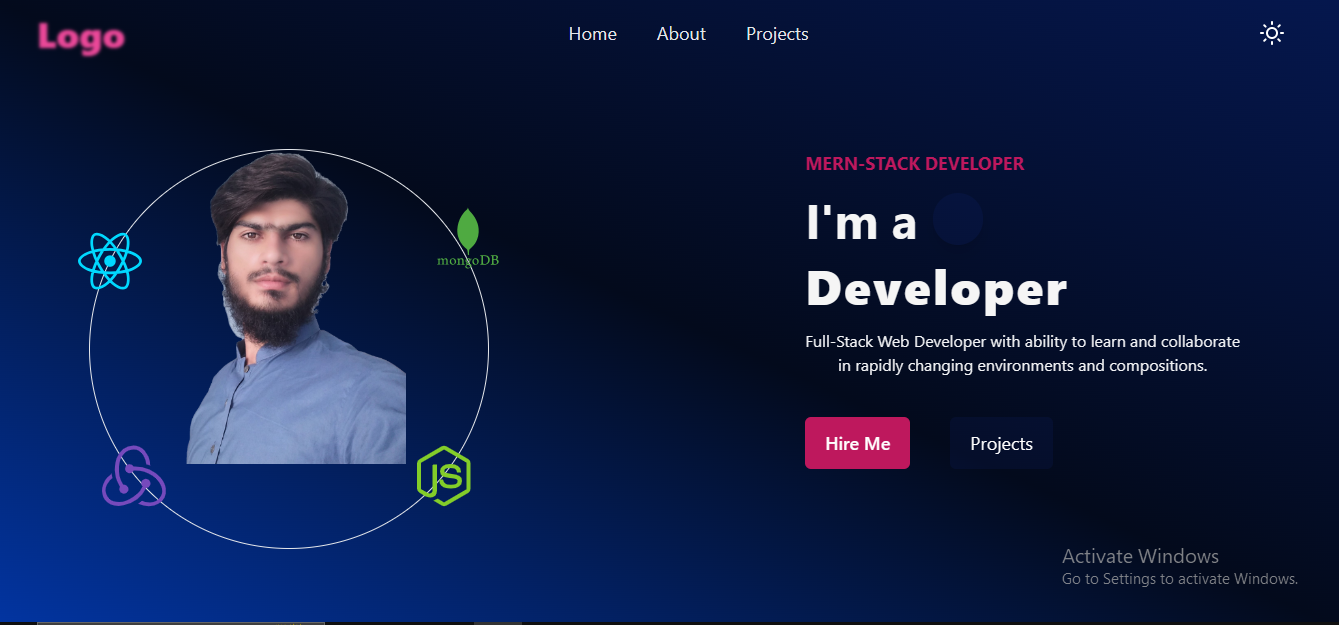 Logo
Home About Projects
MERN-STACK DEVELOPER
I'm a
Developer
mongoDB
Full-Stack Web Developer with ability to learn and collaborate
in rapidly changing environments and compositions.
JS
Hire Me Projects
Activate Windows
Go to Settings to activate Windows.